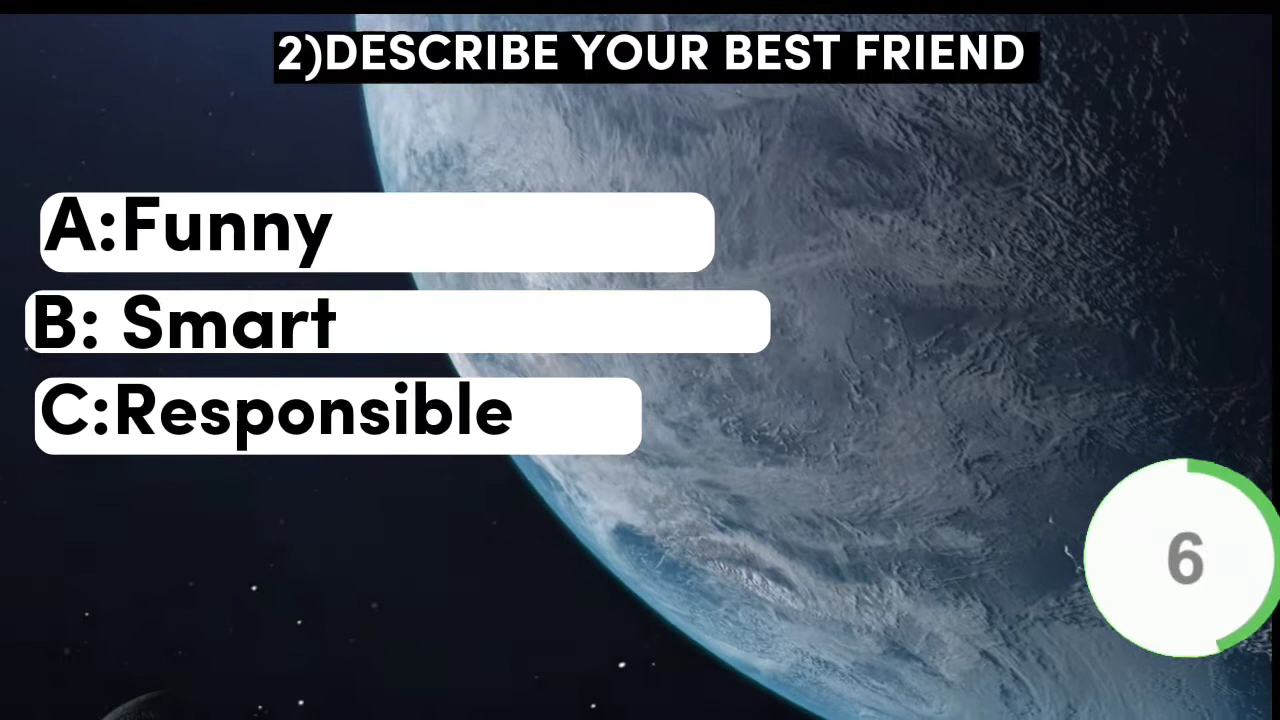 2)DESCRIBE YOUR BEST FRIEND
A:Funny
B: Smart
C:Responsible
6